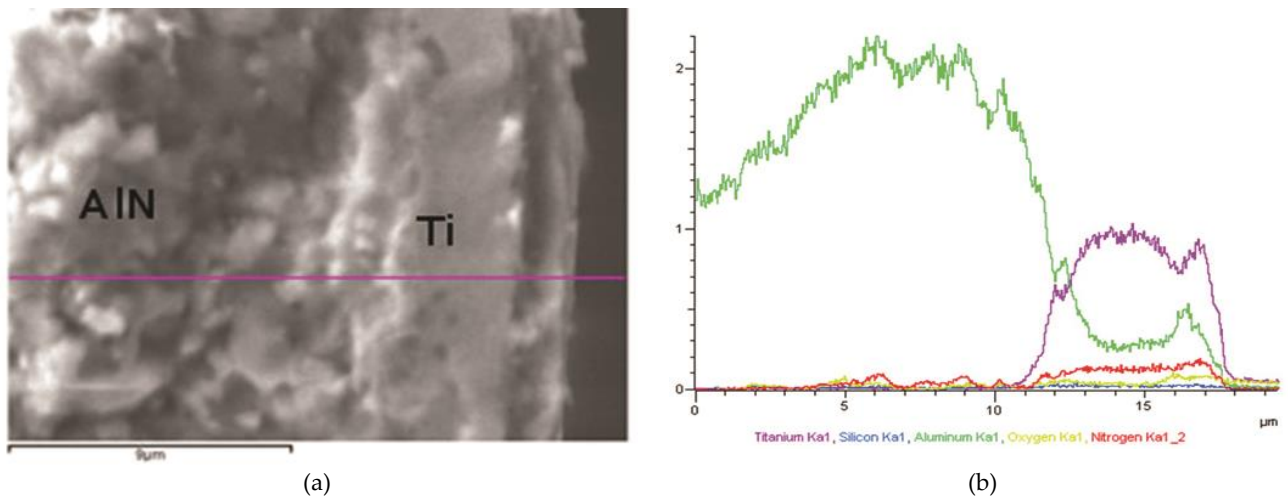 AlN
Ti
9µm
(a)
2
1
0
0
5
10
15
µm
Titanium Ka1, Silicon Ka1, Aluminum Ka1, Oxygen Ka1, Nitrogen Ka1_2
(b)